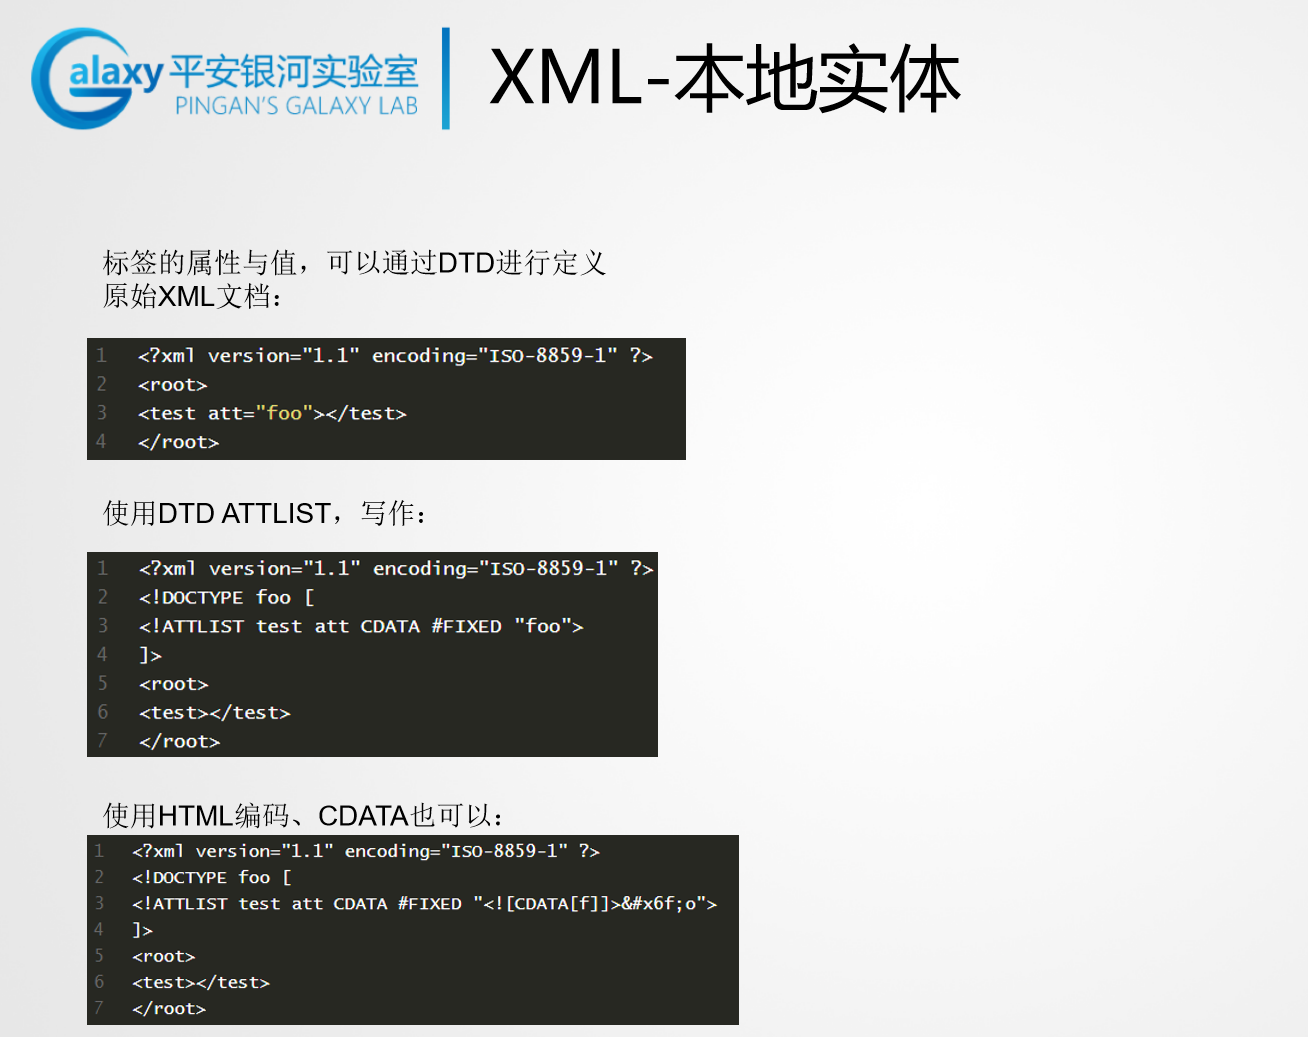 Galaxy 平安银河实验室
PINGAN'S GALAXY LAB
XML-本地实体
标签的属性与值，可以通过DTD进行定义
原始XML文档：
1 <?xml version="1.1" encoding="ISO-8859-1" ?>
2 <root>
3 <test att="foo"></test>
4 </root>
使用DTD ATTLIST，写作：
1 <?xml version="1.1" encoding="ISO-8859-1" ?>
2 <!DOCTYPE foo [
3 <!ATTLIST test att CDATA #FIXED "foo">
4 ]>
5 <root>
6 <test></test>
7 </root>
使用HTML编码、CDATA也可以：
1 <?xml version="1.1" encoding="ISO-8859-1" ?>
2 <!DOCTYPE foo [
3 <!ATTLIST test att CDATA #FIXED "<![CDATA[f]]>&#x6f;o">
4 ]>
5 <root>
6 <test></test>
7 </root>